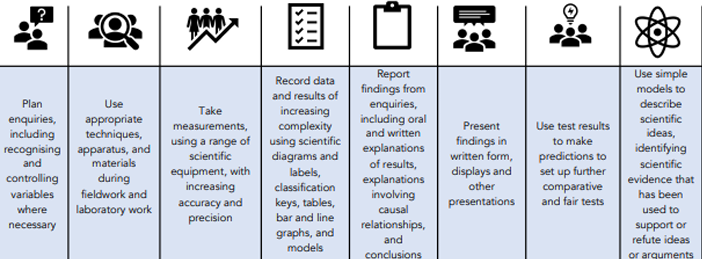 Plan
enquiries,
including
recognising
and
controlling
variables
where
necessary
Use
appropriate
techniques,
apparatus, and
materials
during
fieldwork and
laboratory work
Take
measurements,
using a range of
scientific
equipment, with
increasing
accuracy and
precision
Record data
and results of
increasing
complexity
using scientific
diagrams and
labels,
classification
keys, tables,
bar and line
graphs, and
models
Report
findings from
enquiries,
including oral
and written
explanations
of results,
explanations
involving
causal
relationships,
and
conclusions
Present
findings in
written form,
displays and
other
presentations
Use test results
to make
predictions to
set up further
comparative
and fair tests
Use simple
models to
describe
scientific
ideas,
identifying
scientific
evidence that
has been
used to
support or
refute ideas
or arguments